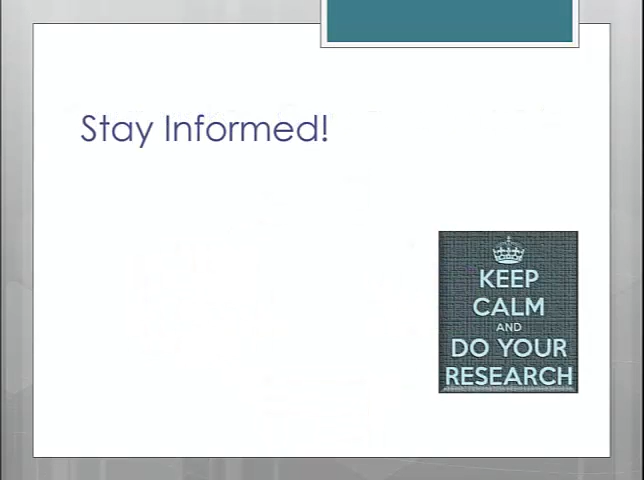 Stay Informed!
KEEP
CALM
AND
DO YOUR
RESEARCH